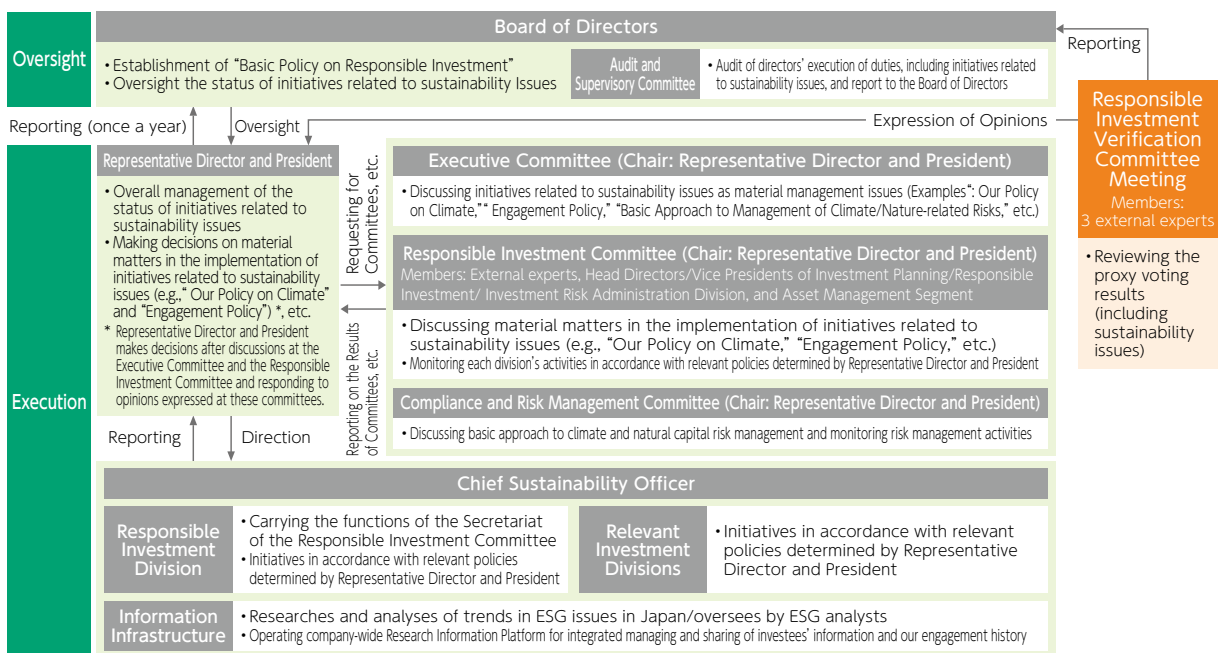 Oversight
Board of Directors
• Establishment of “Basic Policy on Responsible Investment”
• Oversight the status of initiatives related to sustainability Issues
Audit and
Supervisory Committee
• Audit of directors’ execution of duties, including initiatives related
to sustainability issues, and report to the Board of Directors
Reporting
Reporting (once a year)
Oversight
Expression of Opinions
Responsible
Investment
Verification
Committee
Meeting
Members:
3 external experts
• Reviewing the
proxy voting
results
(including
sustainability
issues)
Execution
Representative Director and President
• Overall management of the
status of initiatives related to
sustainability issues
• Making decisions on material
matters in the implementation of
initiatives related to sustainability
issues (e.g.,“ Our Policy on Climate”
and “Engagement Policy”) *, etc.
* Representative Director and President
makes decisions after discussions at the
Executive Committee and the Responsible
Investment Committee and responding to
opinions expressed at these committees.
Requesting for
Committees, etc.
Reporting on the Results
of Committees, etc.
Executive Committee (Chair: Representative Director and President)
• Discussing initiatives related to sustainability issues as material management issues (Examples“: Our Policy
on Climate,”“ Engagement Policy,” “Basic Approach to Management of Climate/Nature-related Risks,” etc.)
Responsible Investment Committee (Chair: Representative Director and President)
Members: External experts, Head Directors/Vice Presidents of Investment Planning/Responsible
Investment/ Investment Risk Administration Division, and Asset Management Segment
• Discussing material matters in the implementation of initiatives related to
sustainability issues (e.g., “Our Policy on Climate,” “Engagement Policy,” etc.)
• Monitoring each division’s activities in accordance with relevant policies determined by Representative Director and President
Compliance and Risk Management Committee (Chair: Representative Director and President)
• Discussing basic approach to climate and natural capital risk management and monitoring risk management activities
Reporting
Direction
Chief Sustainability Officer
Responsible
Investment
Division
• Carrying the functions of the Secretariat
of the Responsible Investment Committee
• Initiatives in accordance with relevant policies
determined by Representative Director and President
Relevant
Investment
Divisions
• Initiatives in accordance with relevant
policies determined by Representative
Director and President
Information
Infrastructure
• Researches and analyses of trends in ESG issues in Japan/oversees by ESG analysts
• Operating company-wide Research Information Platform for integrated managing and sharing of investees’ information and our engagement history